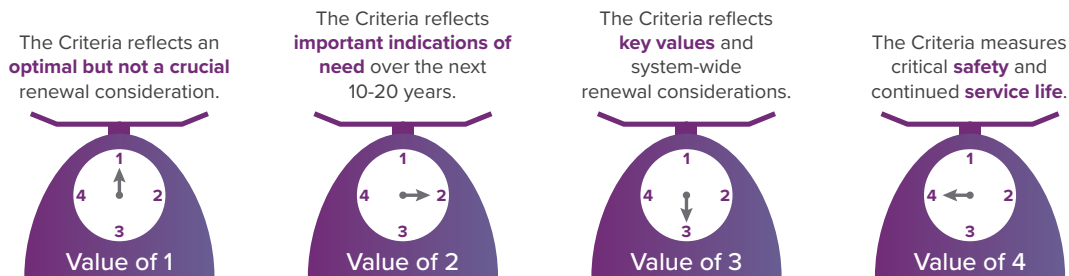 The Criteria reflects an
optimal but not a crucial
renewal consideration.
1
4
2
3
Value of 1
The Criteria reflects
important indications of
need over the next
10-20 years.
1
4
2
3
Value of 2
The Criteria reflects
key values and
system-wide
renewal considerations.
1
4
2
3
Value of 3
The Criteria measures
critical safety and
continued service life.
1
4
2
3
Value of 4